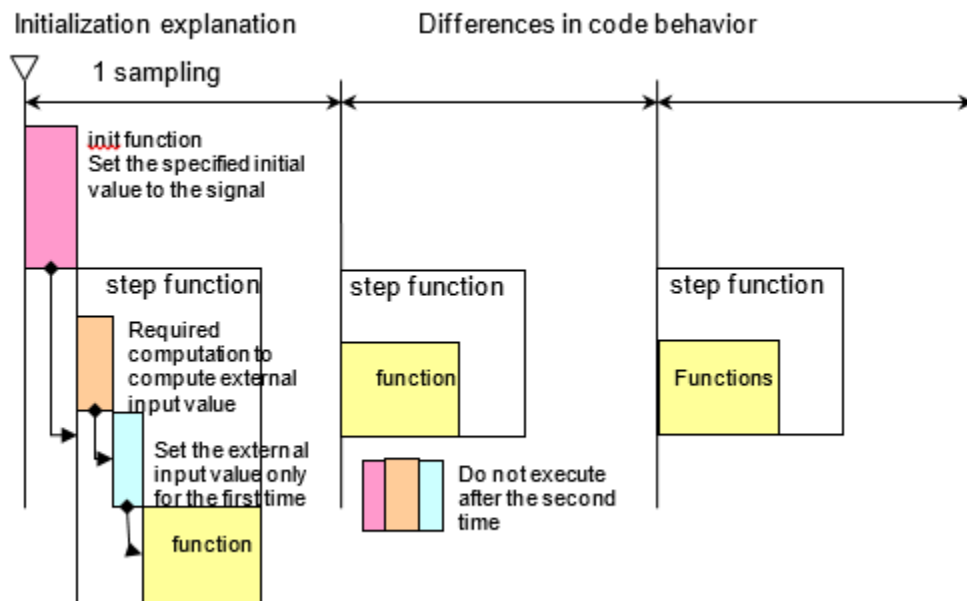 Initialization explanation
Differences in code behavior
1 sampling
init function
Set the specified initial
value to the signal
step function
Required
computation to
compute external
input value
Set the external
input value only
for the first time
function
step function
function
Do not execute
after the second
time
step function
Functions